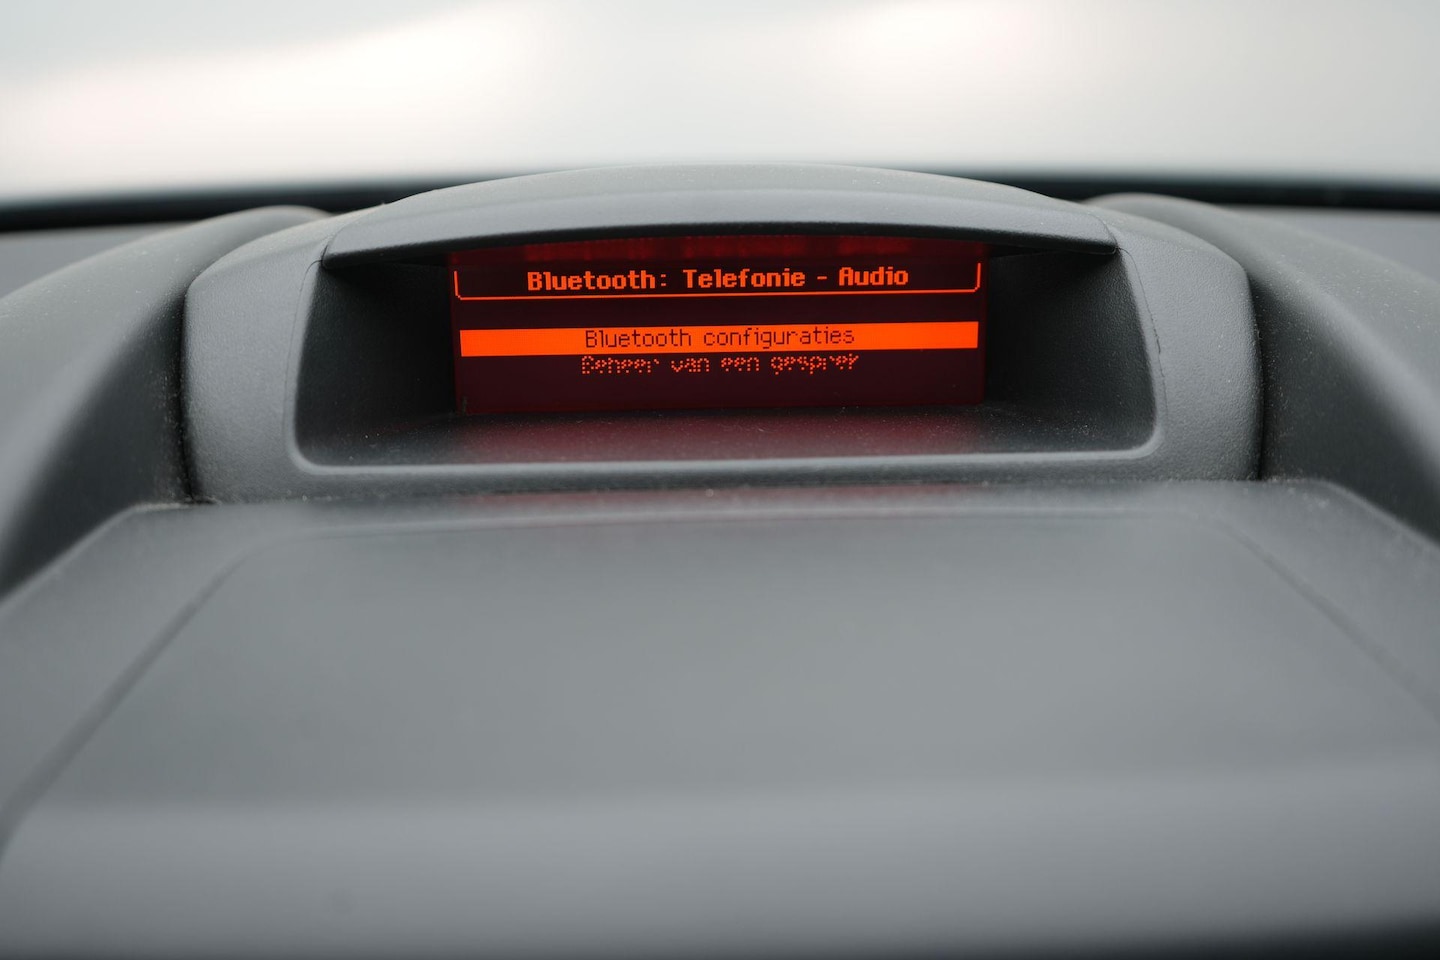 Bluetooth: Telefonie - Audio
Bluetooth configuraties
Beheer van een gesprek